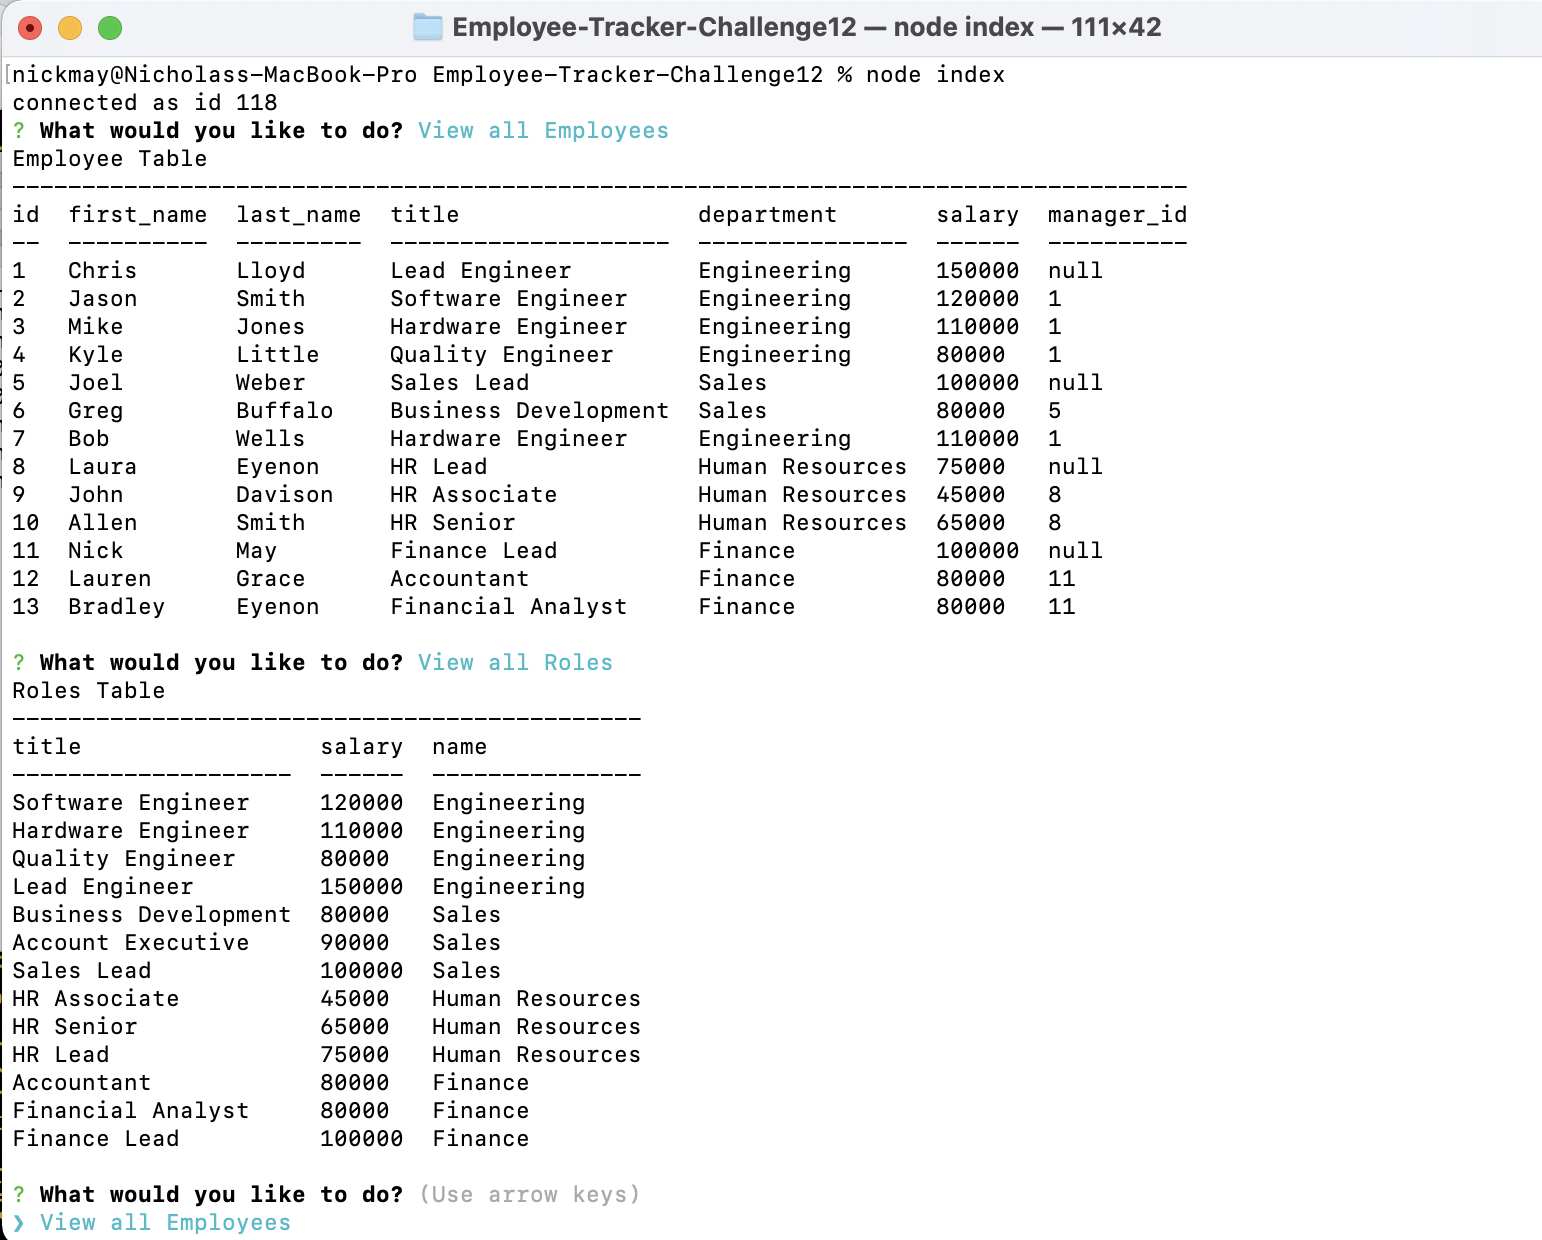 Employee-Tracker-Challenge12 — node index — 111×42
[nickmay@Nicholass-MacBook-Pro Employee-Tracker-Challenge12 % node index
connected as id 118
? What would you like to do? View all Employees
Employee Table
------------------------------------------------------------------------------------
id  first_name  last_name  title                 department       salary  manager_id
--  ----------  ---------  --------------------  ---------------  ------  ----------
1   Chris       Lloyd      Lead Engineer         Engineering      150000  null
2   Jason       Smith      Software Engineer     Engineering      120000  1
3   Mike        Jones      Hardware Engineer     Engineering      110000  1
4   Kyle        Little     Quality Engineer      Engineering      80000   1
5   Joel        Weber      Sales Lead            Sales            100000  null
6   Greg        Buffalo    Business Development  Sales            80000   5
7   Bob         Wells      Hardware Engineer     Engineering      110000  1
8   Laura       Eyenon     HR Lead               Human Resources  75000   null
9   John        Davison    HR Associate          Human Resources  45000   8
10  Allen       Smith      HR Senior             Human Resources  65000   8
11  Nick        May        Finance Lead          Finance          100000  null
12  Lauren      Grace      Accountant            Finance          80000   11
13  Bradley     Eyenon     Financial Analyst     Finance          80000   11
? What would you like to do? View all Roles
Roles Table
---------------------------------------------
title                 salary  name
--------------------  ------  ---------------
Software Engineer     120000  Engineering
Hardware Engineer     110000  Engineering
Quality Engineer      80000   Engineering
Lead Engineer         150000  Engineering
Business Development  80000   Sales
Account Executive     90000   Sales
Sales Lead            100000  Sales
HR Associate          45000   Human Resources
HR Senior             65000   Human Resources
HR Lead               75000   Human Resources
Accountant            80000   Finance
Financial Analyst     80000   Finance
Finance Lead          100000  Finance
? What would you like to do? (Use arrow keys)
❯ View all Employees